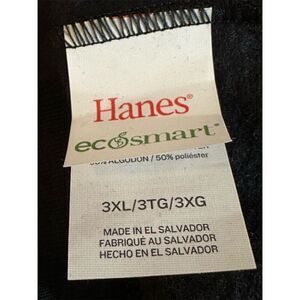 Hanes®
ecosmart®
50% ALGODÓN / 50% poliéster
3XL/3TG/3XG
MADE IN EL SALVADOR
FABRIQUÉ AU SALVADOR
HECHO EN EL SALVADOR